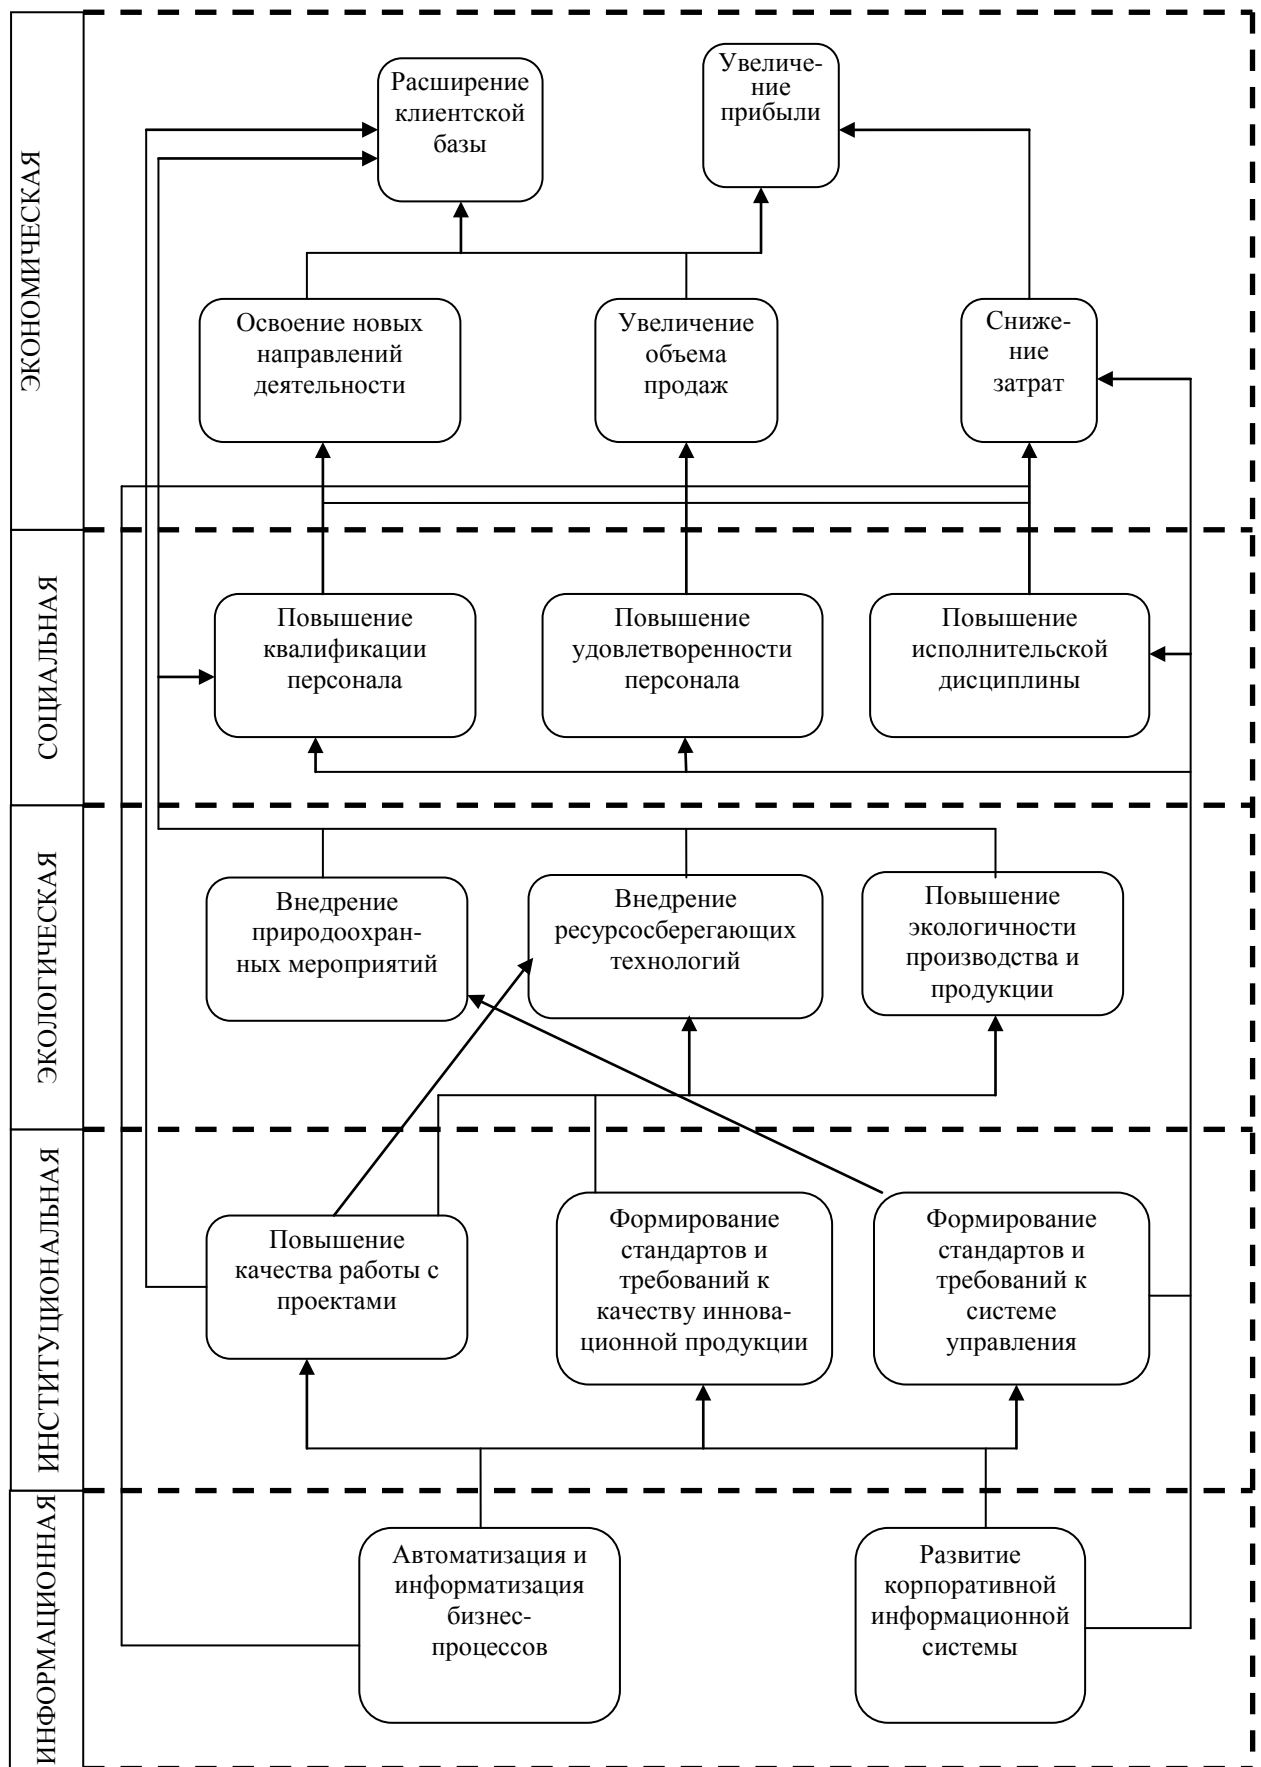 ЭКОНОМИЧЕСКАЯ
Расширение
клиентской
базы
Увеличе-
ние
прибыли
Освоение новых
направлений
деятельности
Увеличение
объема
продаж
Сниже-
ние
затрат
СОЦИАЛЬНАЯ
Повышение
квалификации
персонала
Повышение
удовлетворенности
персонала
Повышение
исполнительской
дисциплины
ЭКОЛОГИЧЕСКАЯ
Внедрение
природоохран-
ных мероприятий
Внедрение
ресурсосберегающих
технологий
Повышение
экологичности
производства и
продукции
ИНСТИТУЦИОНАЛЬНАЯ
Повышение
качества работы с
проектами
Формирование
стандартов и
требований к
качеству иннова-
ционной продукции
Формирование
стандартов и
требований к
системе
управления
ИНФОРМАЦИОННАЯ
Автоматизация и
информатизация
бизнес-
процессов
Развитие
корпоративной
информационной
системы